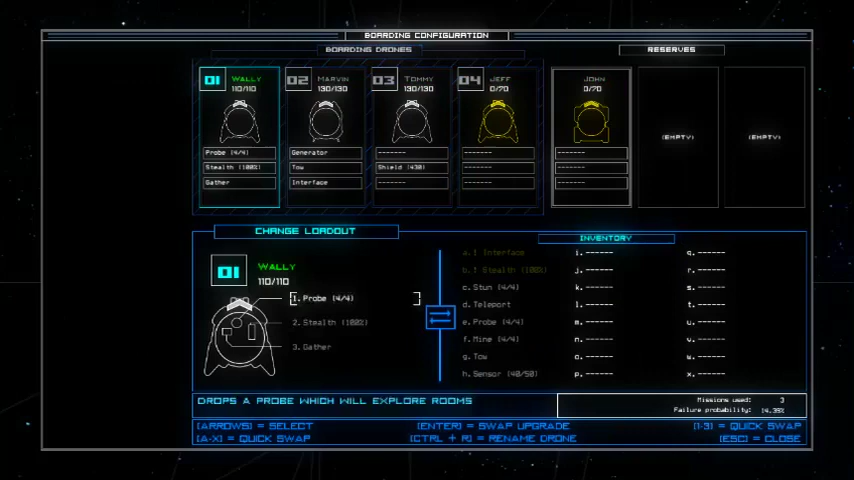 BOARDING CONFIGURATION
BOARDING DRONES
RESERVES
01 WALLY
110/110
02 MARVIN
130/130
03 TOMMY
130/130
04 JEFF
0/70
JOHN
0/70
(EMPTY)
(EMPTY)
Probe (4/4)
Generator
-------
-------
-------
Stealth (100%)
Tow
Shield (430)
-------
-------
Gather
Interface
-------
-------
-------
CHANGE LOADOUT
INVENTORY
01 WALLY
110/110
1. Probe (4/4)
2. Stealth (100%)
3. Gather
a.↑ Interface
b.↑ Stealth (100%)
c. Stun (4/4)
d. Teleport
e. Probe (4/4)
f. Mine (4/4)
g. Tow
h. Sensor (40/50)
i. ------
j. ------
k. ------
l. ------
m. ------
n. ------
o. ------
p. ------
q. ------
r. ------
s. ------
t. ------
u. ------
v. ------
w. ------
x. ------
DROPS A PROBE WHICH WILL EXPLORE ROOMS
Missions used: 3
Failure probability: 14.35%
[ARROWS] = SELECT
[ENTER] = SWAP UPGRADE
[1-3] = QUICK SWAP
[A-X] = QUICK SWAP
[CTRL + R] = RENAME DRONE
[ESC] = CLOSE